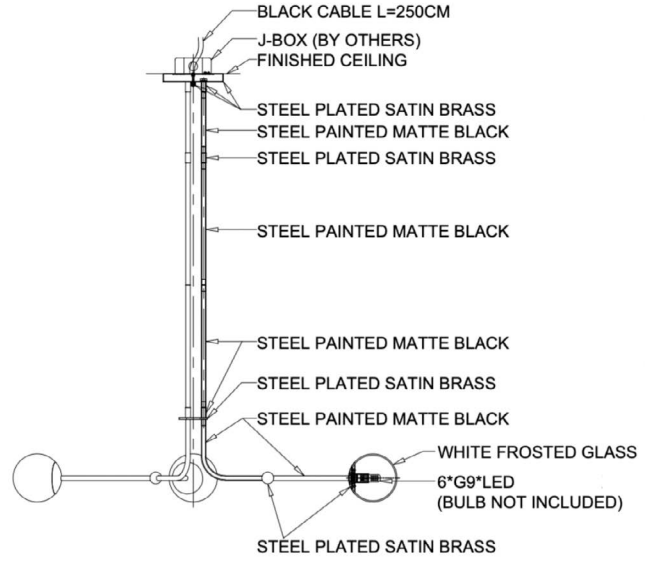 BLACK CABLE L=250CM
J-BOX (BY OTHERS)
FINISHED CEILING
STEEL PLATED SATIN BRASS
STEEL PAINTED MATTE BLACK
STEEL PLATED SATIN BRASS
STEEL PAINTED MATTE BLACK
STEEL PAINTED MATTE BLACK
STEEL PLATED SATIN BRASS
STEEL PAINTED MATTE BLACK
WHITE FROSTED GLASS
6*G9*LED
(BULB NOT INCLUDED)
STEEL PLATED SATIN BRASS